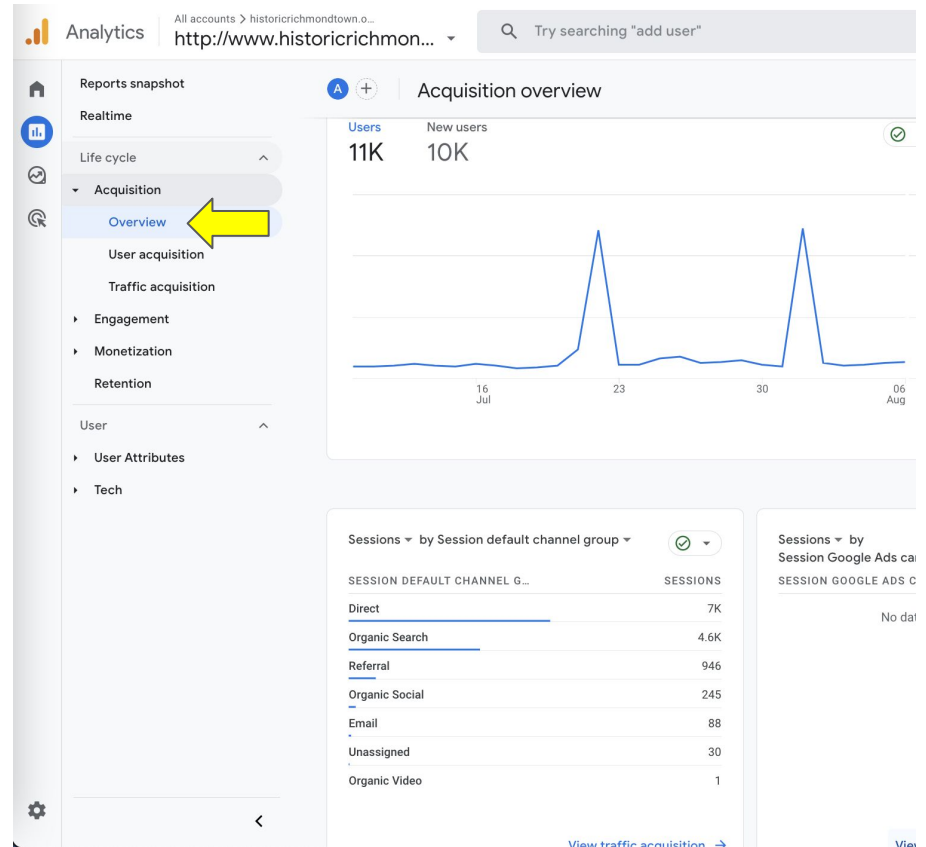 Analytics
All accounts > historicrichmondtown.o...
http://www.historicrichmon...
Try searching "add user"
Reports snapshot
Realtime
Life cycle
Acquisition
Overview
User acquisition
Traffic acquisition
Engagement
Monetization
Retention
User
User Attributes
Tech
A
Acquisition overview
Users New users
11K 10K
16 23 30 06
Jul Aug
Sessions by Session default channel group
SESSION DEFAULT CHANNEL G... SESSIONS
Direct 7K
Organic Search 4.6K
Referral 946
Organic Social 245
Email 88
Unassigned 30
Organic Video 1
View traffic acquisition
Sessions by
Session Google Ads ca
SESSION GOOGLE ADS C
No dat
View